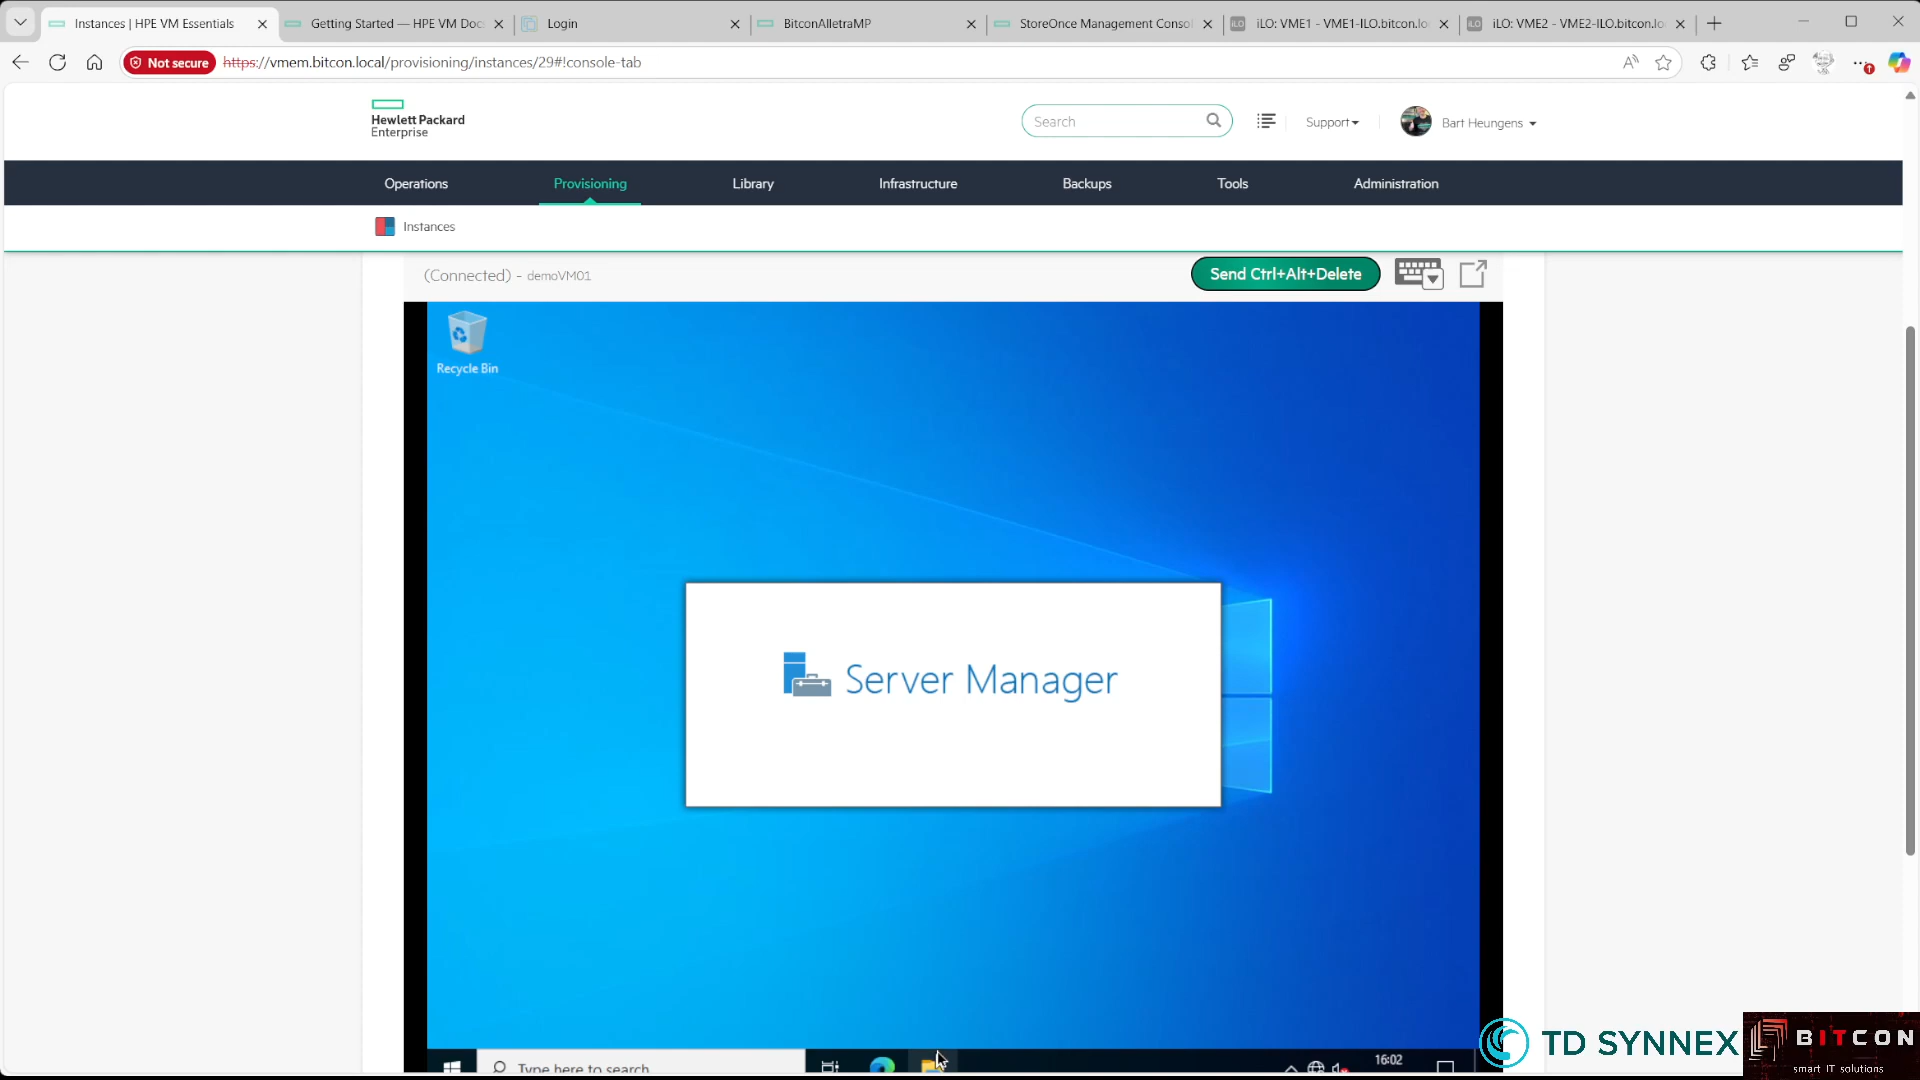 Instances | HPE VM Essentials
Getting Started — HPE VM Doc
Login
BitconAlletraMP
StoreOnce Management Consol
iLO
iLO: VME1 - VME1-ILO.bitcon.lo
iLO
iLO: VME2 - VME2-ILO.bitcon.lo
Not secure
https://vmem.bitcon.local/provisioning/instances/29#!console-tab
Hewlett Packard
Enterprise
Search
Support
Bart Heungens
Operations
Provisioning
Library
Infrastructure
Backups
Tools
Administration
Instances
(Connected) - demoVM01
Send Ctrl+Alt+Delete
Recycle Bin
Server Manager
Type here to search
16:02
TD SYNNEX
BITCON
smart IT solutions